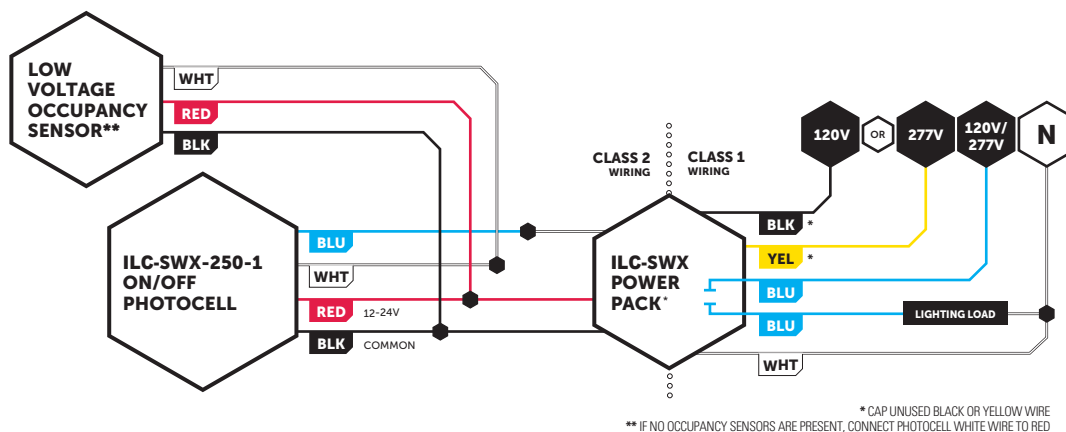 LOW
VOLTAGE
OCCUPANCY
SENSOR**
WHT
RED
BLK
ILC-SWX-250-1
ON/OFF
PHOTOCELL
BLU
WHT
RED 12-24V
BLK COMMON
CLASS 2
WIRING
CLASS 1
WIRING
ILC-SWX
POWER
PACK*
120V
OR
277V
120V/
277V
N
BLK *
YEL *
BLU
BLU
LIGHTING LOAD
WHT
* CAP UNUSED BLACK OR YELLOW WIRE
** IF NO OCCUPANCY SENSORS ARE PRESENT, CONNECT PHOTOCELL WHITE WIRE TO RED